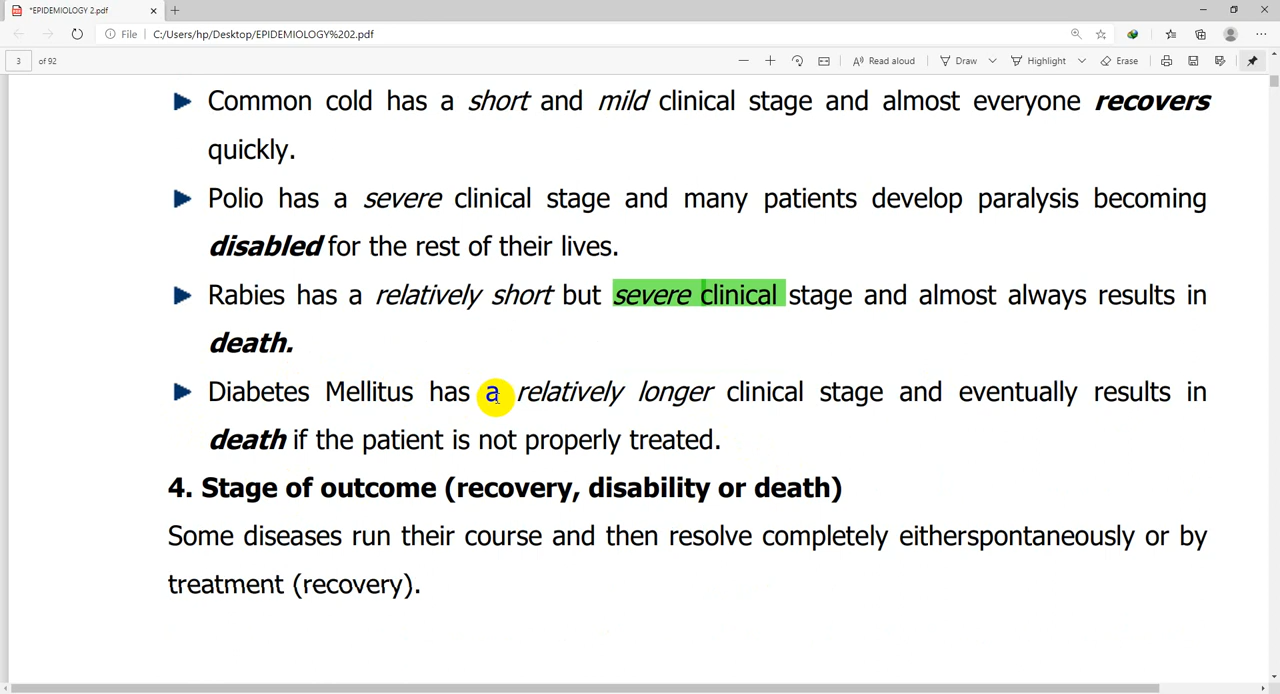 *EPIDEMIOLOGY 2.pdf
File C:/Users/hp/Desktop/EPIDEMIOLOGY%202.pdf
3 of 92 Read aloud Draw Highlight Erase
Common cold has a short and mild clinical stage and almost everyone recovers
quickly.
Polio has a severe clinical stage and many patients develop paralysis becoming
disabled for the rest of their lives.
Rabies has a relatively short but severe clinical stage and almost always results in
death.
Diabetes Mellitus has a relatively longer clinical stage and eventually results in
death if the patient is not properly treated.
4. Stage of outcome (recovery, disability or death)
Some diseases run their course and then resolve completely eitherspontaneously or by
treatment (recovery).